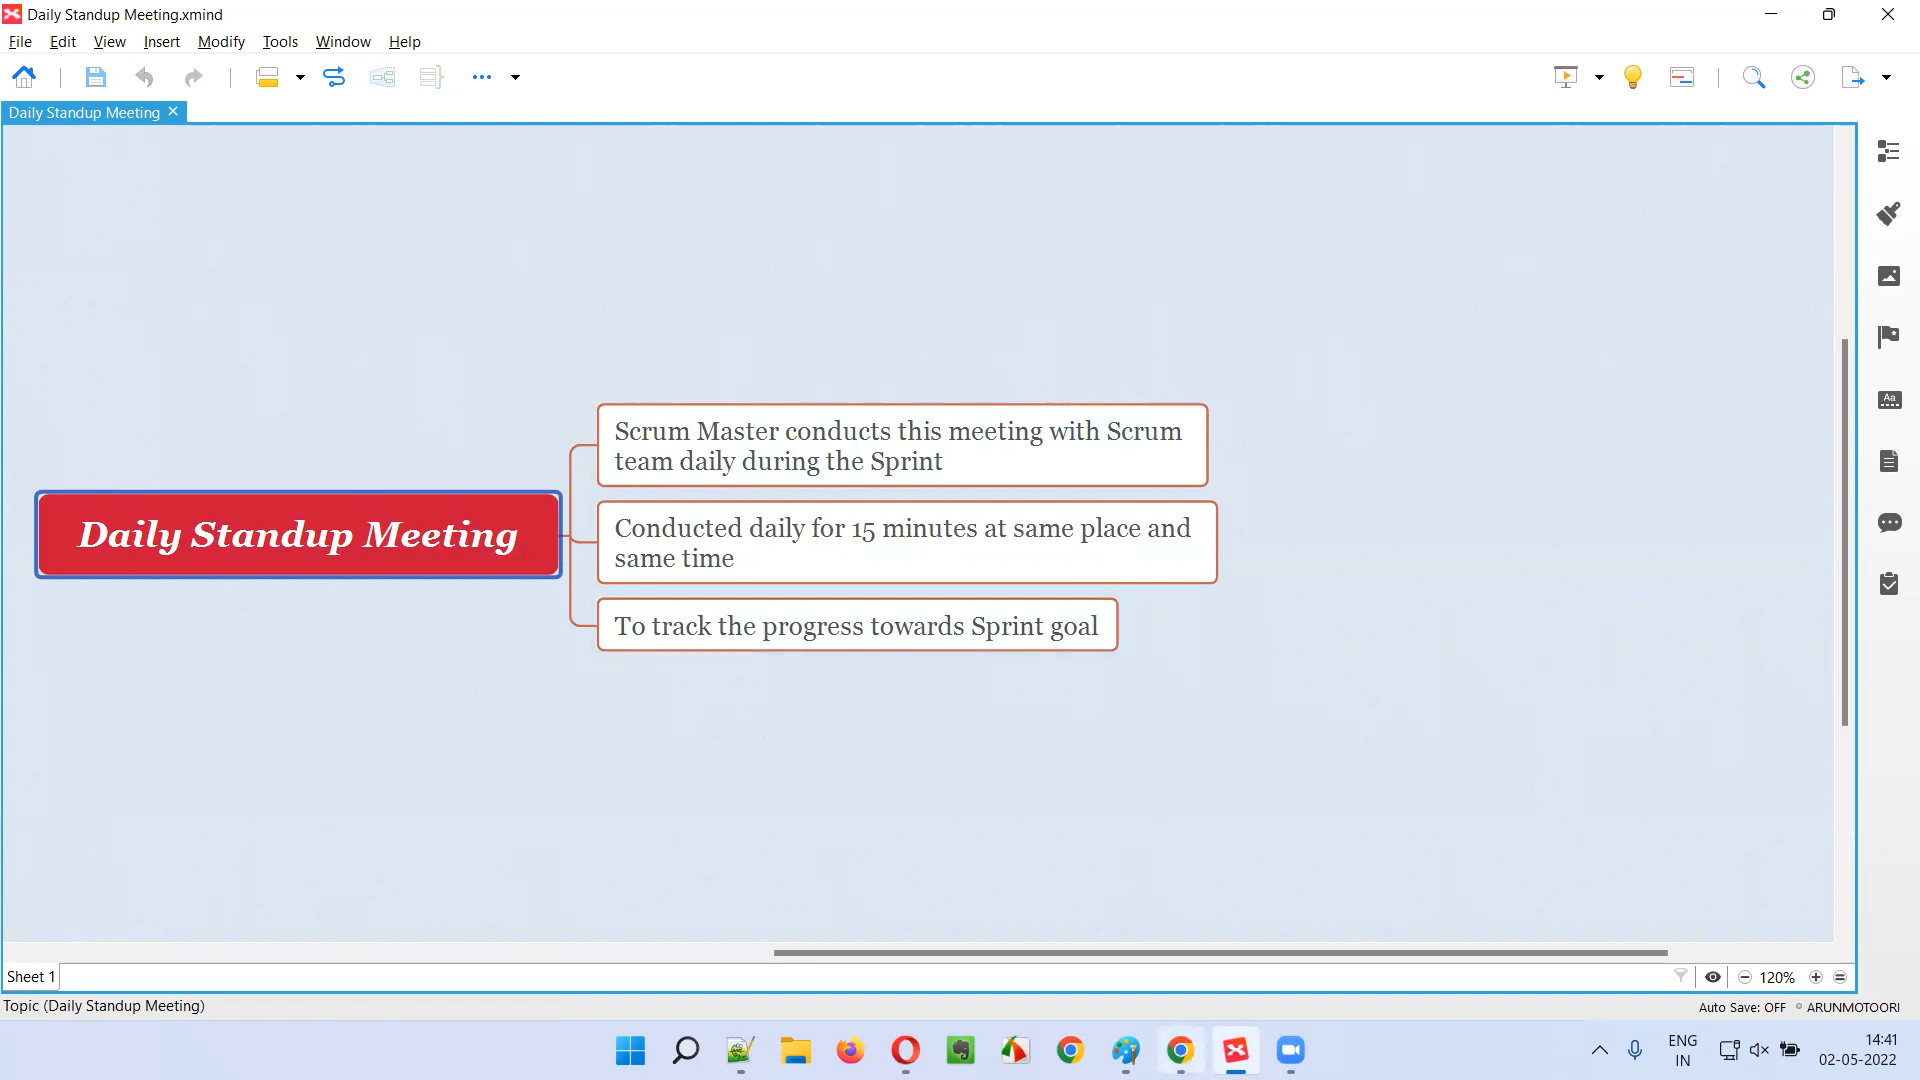 Daily Standup Meeting.xmind
File Edit View Insert Modify Tools Window Help
Daily Standup Meeting
Scrum Master conducts this meeting with Scrum
team daily during the Sprint
Daily Standup Meeting
Conducted daily for 15 minutes at same place and
same time
To track the progress towards Sprint goal
Aa
Sheet 1
120%
Topic (Daily Standup Meeting)
Auto Save: OFF
ARUNMOTOORI
ENG
IN
14:41
02-05-2022